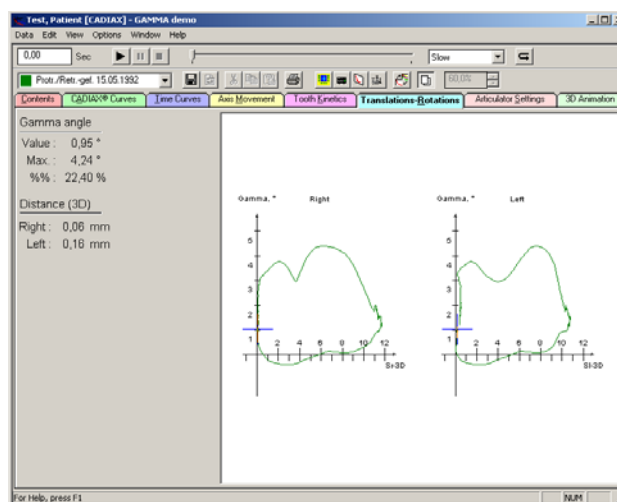 Test, Patient [CADIAX] - GAMMA demo
Data Edit View Options Window Help
0,00 Sec Slow
Protr./Retr.-gef. 15.05.1992 60,0%
Contents CADIAX® Curves Time Curves Axis Movement Tooth Kinetics Translations-Rotations Articulator Settings 3D Animation
Gamma angle
Value : 0,95 °
Max. : 4,24 °
%% : 22,40 %
Distance (3D)
Right : 0,06 mm
Left : 0,16 mm
Gamma, ° Right
5
4
3
2
1
2 4 6 8 10 12
Sr-3D
Gamma, ° Left
5
4
3
2
1
2 4 6 8 10 12
Sl-3D
For Help, press F1 NUM